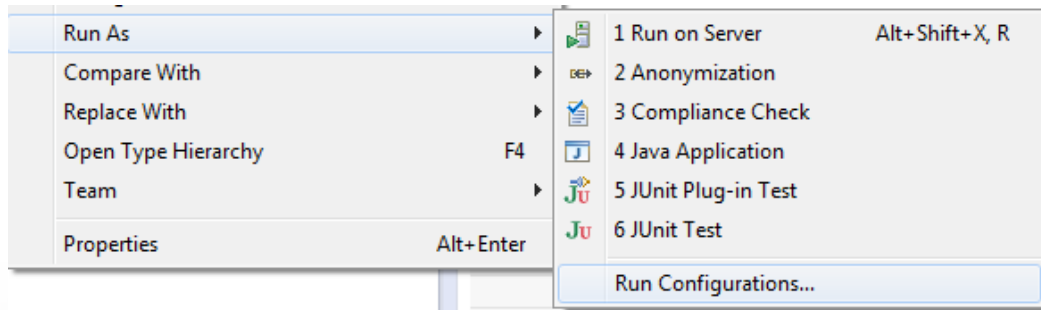 Run As
Compare With
Replace With
Open Type Hierarchy F4
Team
Properties Alt+Enter
1 Run on Server Alt+Shift+X, R
2 Anonymization
3 Compliance Check
4 Java Application
5 JUnit Plug-in Test
6 JUnit Test
Run Configurations...